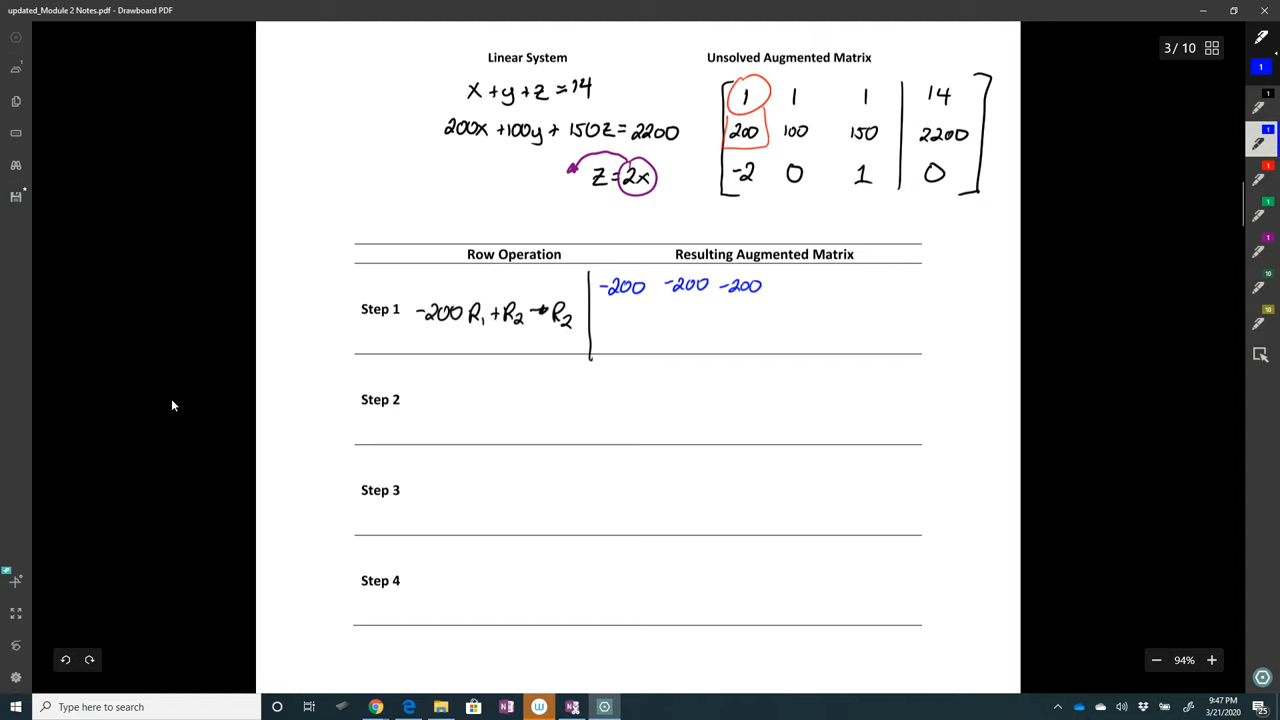 updated_Module 2 Notes.pdf - Drawboard PDF
3 / 10
Linear System
Unsolved Augmented Matrix
x + y + z = 14
200x + 100y + 150z = 2200
z = 2x
1 1 1 14
200 100 150 2200
-2 0 1 0
Row Operation
Resulting Augmented Matrix
Step 1
-200 R₁ + R₂ → R₂
-200 -200 -200
Step 2
Step 3
Step 4
94%
Type here to search
9:47 PM
3/21/2020